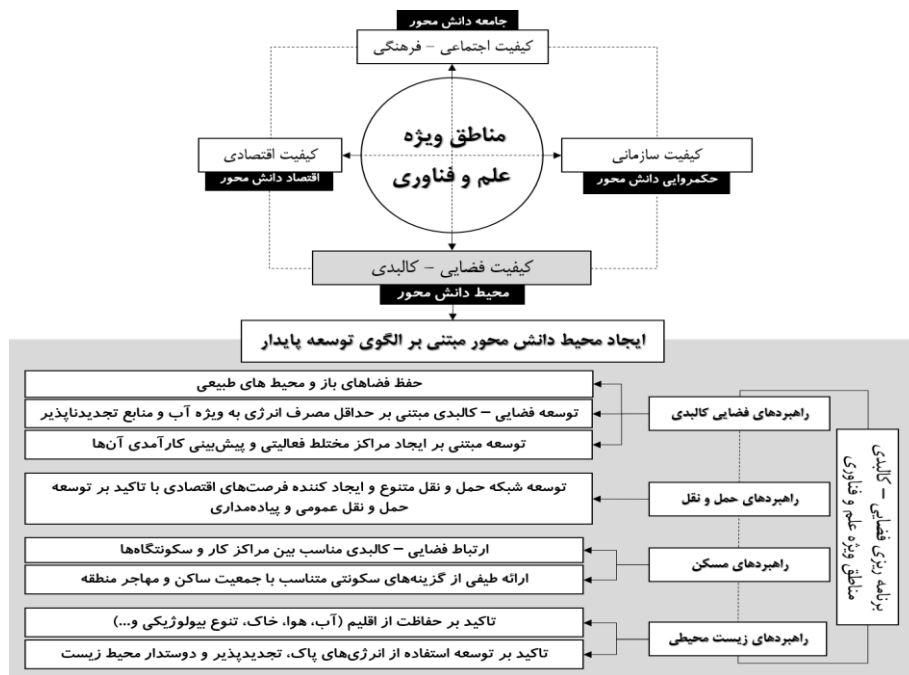 جامعه دانش محور
کیفیت اجتماعی – فرهنگی
مناطق ویژه
علم و فناوری
کیفیت سازمانی
حکمروایی دانش محور
کیفیت اقتصادی
اقتصاد دانش محور
کیفیت فضایی – کالبدی
محیط دانش محور
ایجاد محیط دانش محور مبتنی بر الگوی توسعه پایدار
برنامه ریزی فضایی – کالبدی
مناطق ویژه علم و فناوری
راهبردهای فضایی کالبدی
حفظ فضاهای باز و محیط های طبیعی
توسعه فضایی – کالبدی مبتنی بر حداقل مصرف انرژی به ویژه آب و منابع تجدیدناپذیر
توسعه مبتنی بر ایجاد مراکز مختلط فعالیتی و پیش‌بینی کارآمدی آن‌ها
راهبردهای حمل و نقل
توسعه شبکه حمل و نقل متنوع و ایجاد کننده فرصت‌های اقتصادی با تاکید بر توسعه
حمل و نقل عمومی و پیاده‌مداری
راهبردهای مسکن
ارتباط فضایی – کالبدی مناسب بین مراکز کار و سکونتگاه‌ها
ارائه طیفی از گزینه‌های سکونتی متناسب با جمعیت ساکن و مهاجر منطقه
راهبردهای زیست محیطی
تاکید بر حفاظت از اقلیم (آب، هوا، خاک، تنوع بیولوژیکی و...)
تاکید بر توسعه استفاده از انرژی‌های پاک، تجدیدپذیر و دوستدار محیط زیست